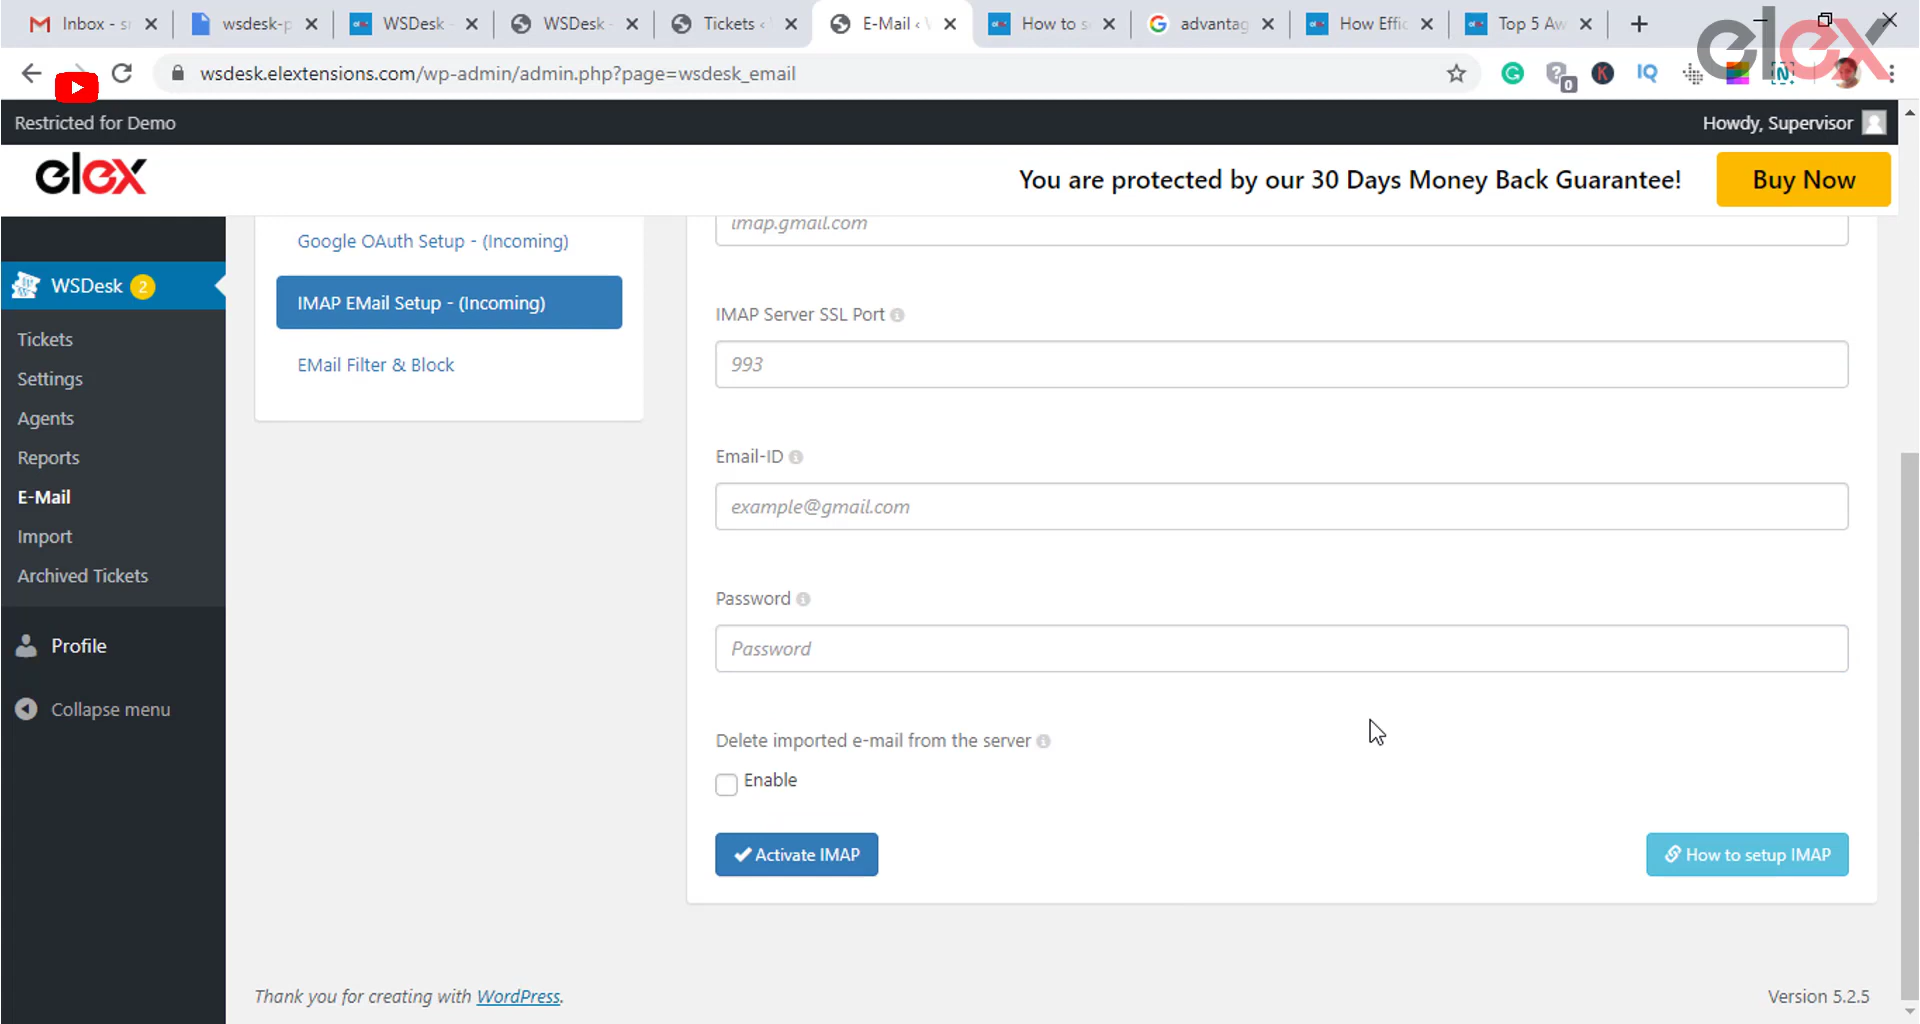 Inbox - sr
wsdesk-p
WSDesk -
WSDesk -
Tickets ‹ W
E-Mail ‹ W
How to s
advantag
How Effic
Top 5 Aw
elex
wsdesk.elextensions.com/wp-admin/admin.php?page=wsdesk_email
0
K
IQ
N
Restricted for Demo
Howdy, Supervisor
elex
You are protected by our 30 Days Money Back Guarantee!
Buy Now
WSDesk 2
Tickets
Settings
Agents
Reports
E-Mail
Import
Archived Tickets
Profile
Collapse menu
Google OAuth Setup - (Incoming)
IMAP EMail Setup - (Incoming)
EMail Filter & Block
imap.gmail.com
IMAP Server SSL Port
993
Email-ID
example@gmail.com
Password
Password
Delete imported e-mail from the server
Enable
Activate IMAP
How to setup IMAP
Thank you for creating with WordPress.
Version 5.2.5